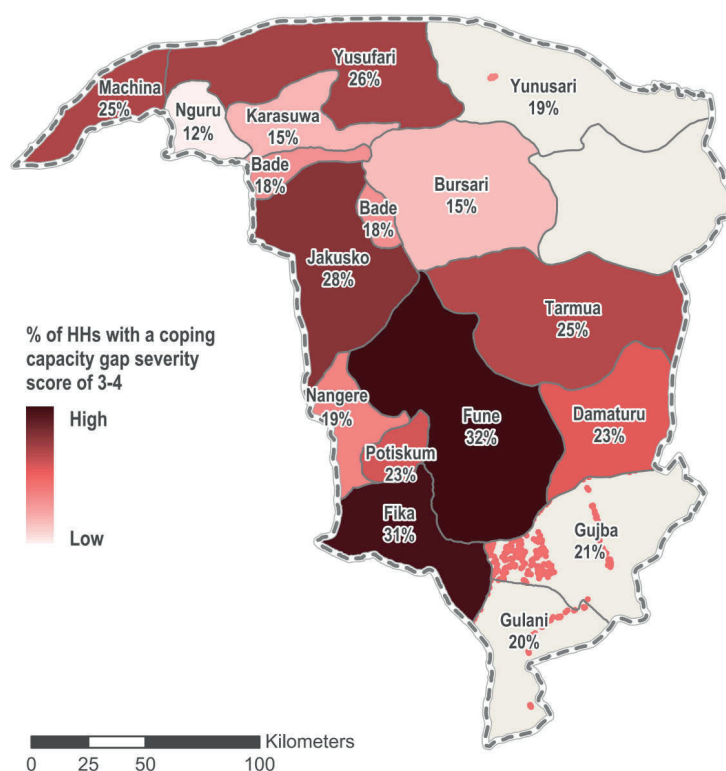 Yusufari
26%
Machina
25%
Yunusari
19%
Nguru
12%
Karasuwa
15%
Bade
18%
Bursari
15%
Bade
18%
Jakusko
28%
Tarmua
25%
% of HHs with a coping
capacity gap severity
score of 3-4
High
Low
Nangere
19%
Fune
32%
Damaturu
23%
Potiskum
23%
Fika
31%
Gujba
21%
Gulani
20%
Kilometers
0 25 50 100